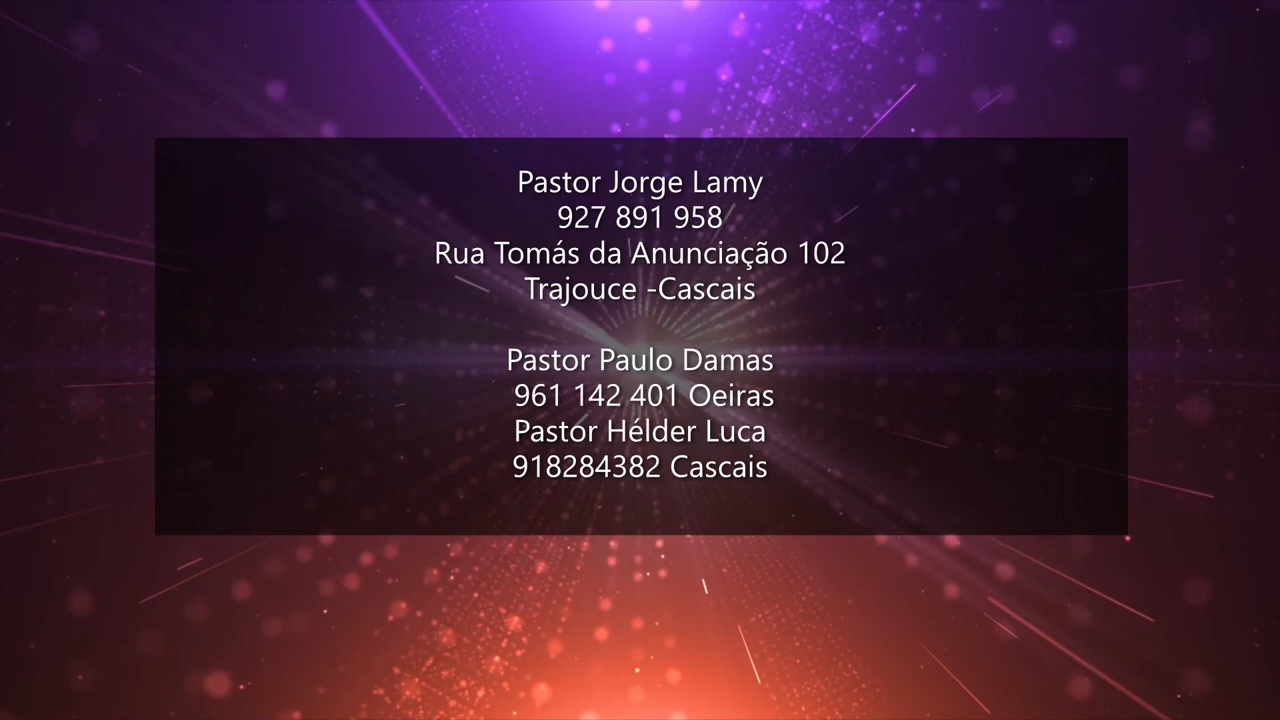 Pastor Jorge Lamy
927 891 958
Rua Tomás da Anunciação 102
Trajouce -Cascais
Pastor Paulo Damas
961 142 401 Oeiras
Pastor Hélder Luca
918284382 Cascais